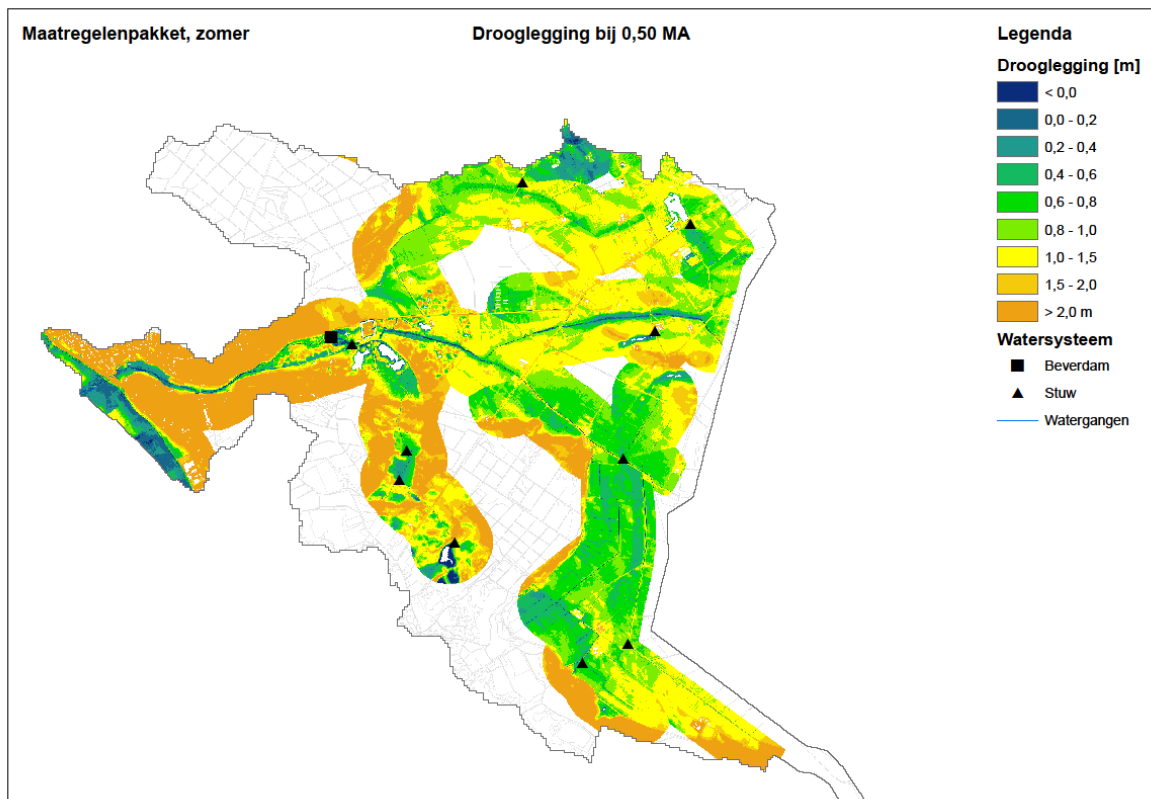 Maatregelenpakket, zomer
Drooglegging bij 0,50 MA
Legenda
Drooglegging [m]
< 0,0
0,0 - 0,2
0,2 - 0,4
0,4 - 0,6
0,6 - 0,8
0,8 - 1,0
1,0 - 1,5
1,5 - 2,0
> 2,0 m
Watersysteem
Beverdam
Stuw
Watergangen